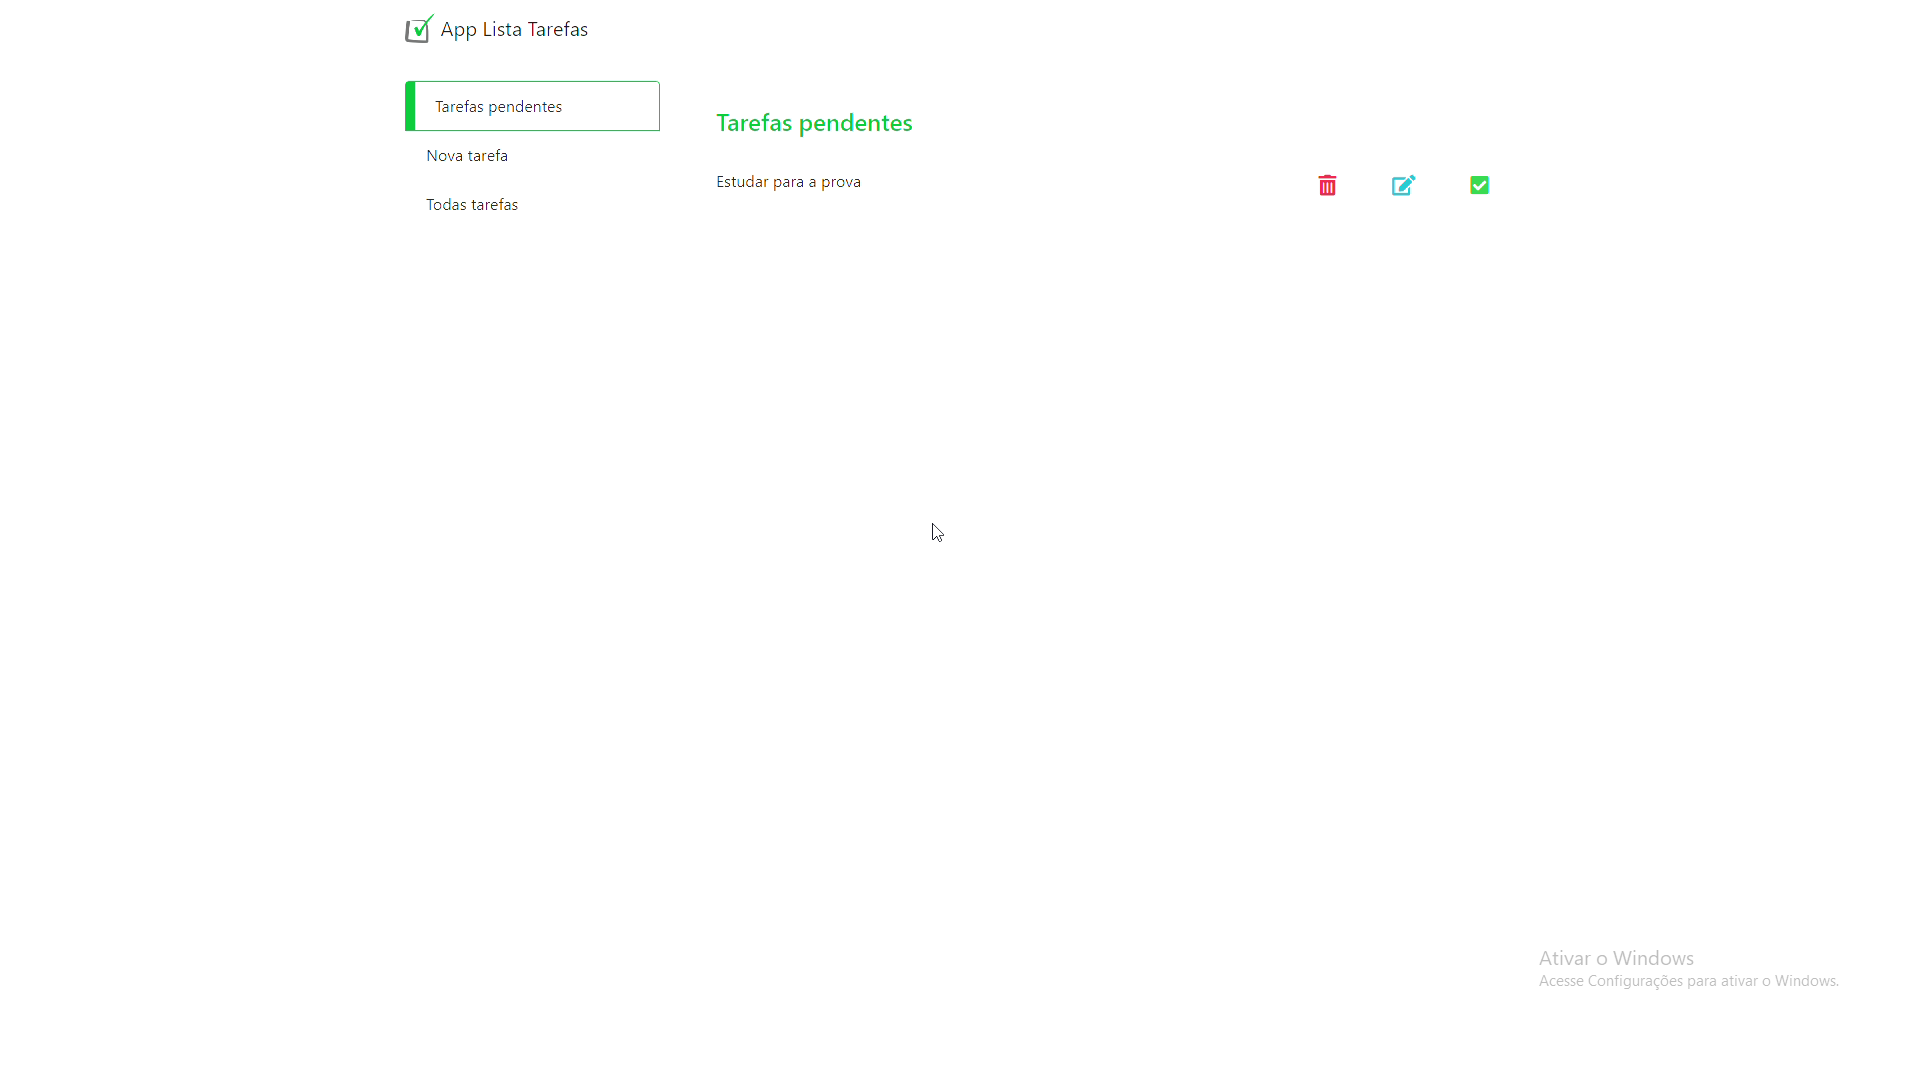 App Lista Tarefas
Tarefas pendentes
Nova tarefa
Todas tarefas
Tarefas pendentes
Estudar para a prova
Ativar o Windows
Acesse Configurações para ativar o Windows.